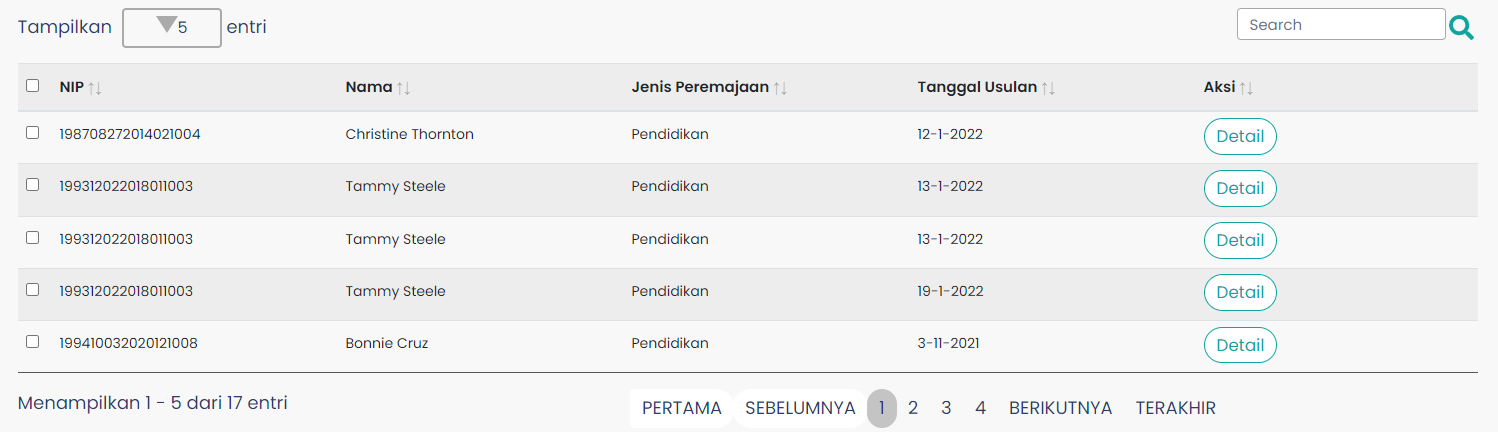 Tampilkan 5 entri Search
NIP Nama Jenis Peremajaan Tanggal Usulan Aksi
198708272014021004 Christine Thornton Pendidikan 12-1-2022 Detail
199312022018011003 Tammy Steele Pendidikan 13-1-2022 Detail
199312022018011003 Tammy Steele Pendidikan 13-1-2022 Detail
199312022018011003 Tammy Steele Pendidikan 19-1-2022 Detail
199410032020121008 Bonnie Cruz Pendidikan 3-11-2021 Detail
Menampilkan 1 - 5 dari 17 entri PERTAMA SEBELUMNYA 1 2 3 4 BERIKUTNYA TERAKHIR